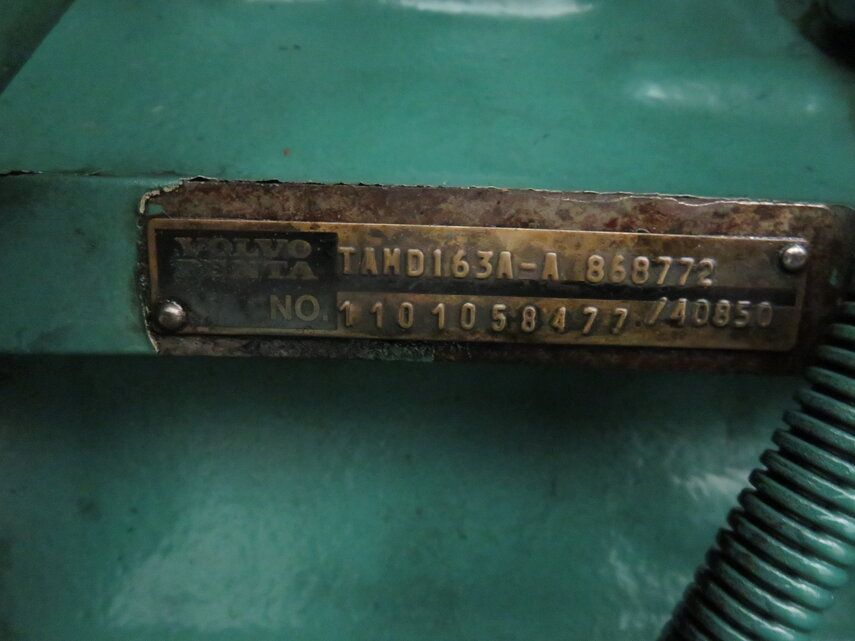 VOLVO
PENTA
TAMD163A-A 868772
NO. 1101058477 /40850